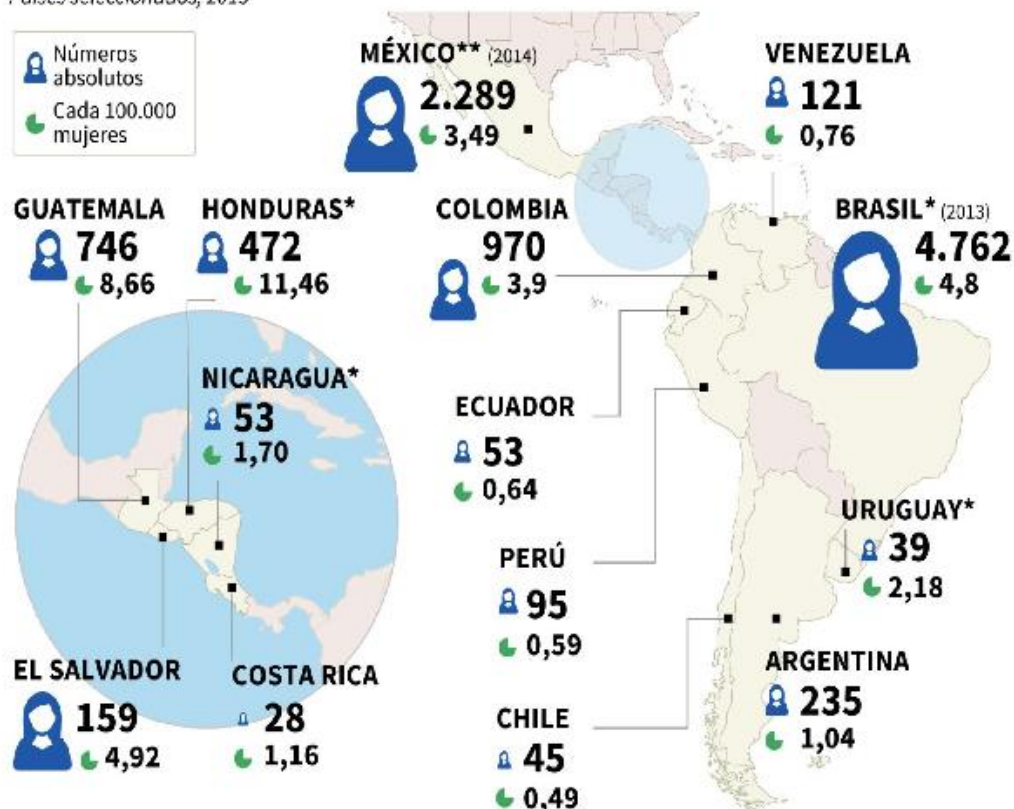 Países seleccionados, 2015
Números
absolutos
Cada 100.000
mujeres
MÉXICO** (2014)
2.289
3,49
VENEZUELA
121
0,76
GUATEMALA
746
8,66
HONDURAS*
472
11,46
COLOMBIA
970
3,9
BRASIL* (2013)
4.762
4,8
NICARAGUA*
53
1,70
ECUADOR
53
0,64
URUGUAY*
39
2,18
PERÚ
95
0,59
EL SALVADOR
159
4,92
COSTA RICA
28
1,16
ARGENTINA
235
1,04
CHILE
45
0,49